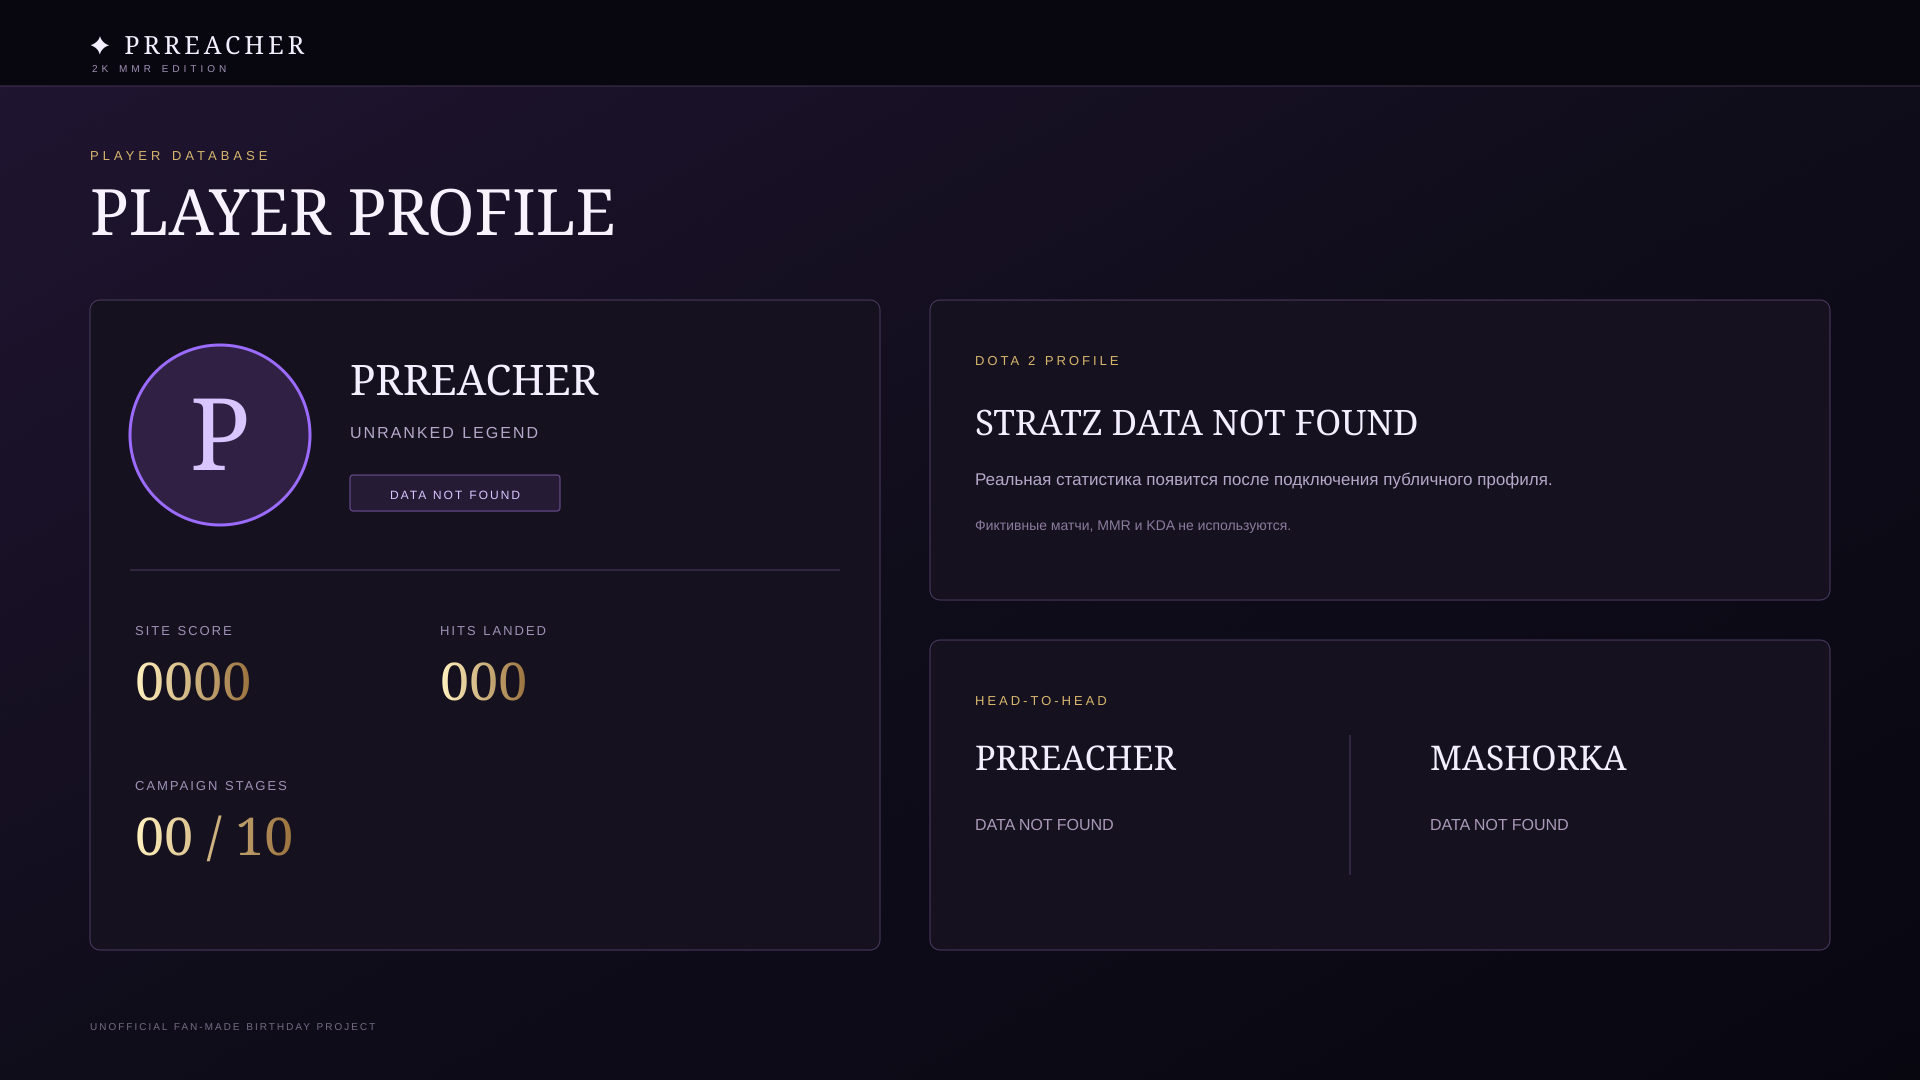 ✦ PRREACHER
2K MMR EDITION
PLAYER DATABASE
PLAYER PROFILE
P
PRREACHER
UNRANKED LEGEND
DATA NOT FOUND
SITE SCORE
0000
HITS LANDED
000
CAMPAIGN STAGES
00 / 10
DOTA 2 PROFILE
STRATZ DATA NOT FOUND
Реальная статистика появится после подключения публичного профиля.
Фиктивные матчи, MMR и KDA не используются.
HEAD-TO-HEAD
PRREACHER
DATA NOT FOUND
MASHORKA
DATA NOT FOUND
UNOFFICIAL FAN-MADE BIRTHDAY PROJECT